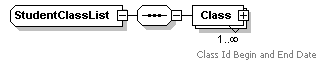 StudentClassList
Class
1..∞
Class Id Begin and End Date